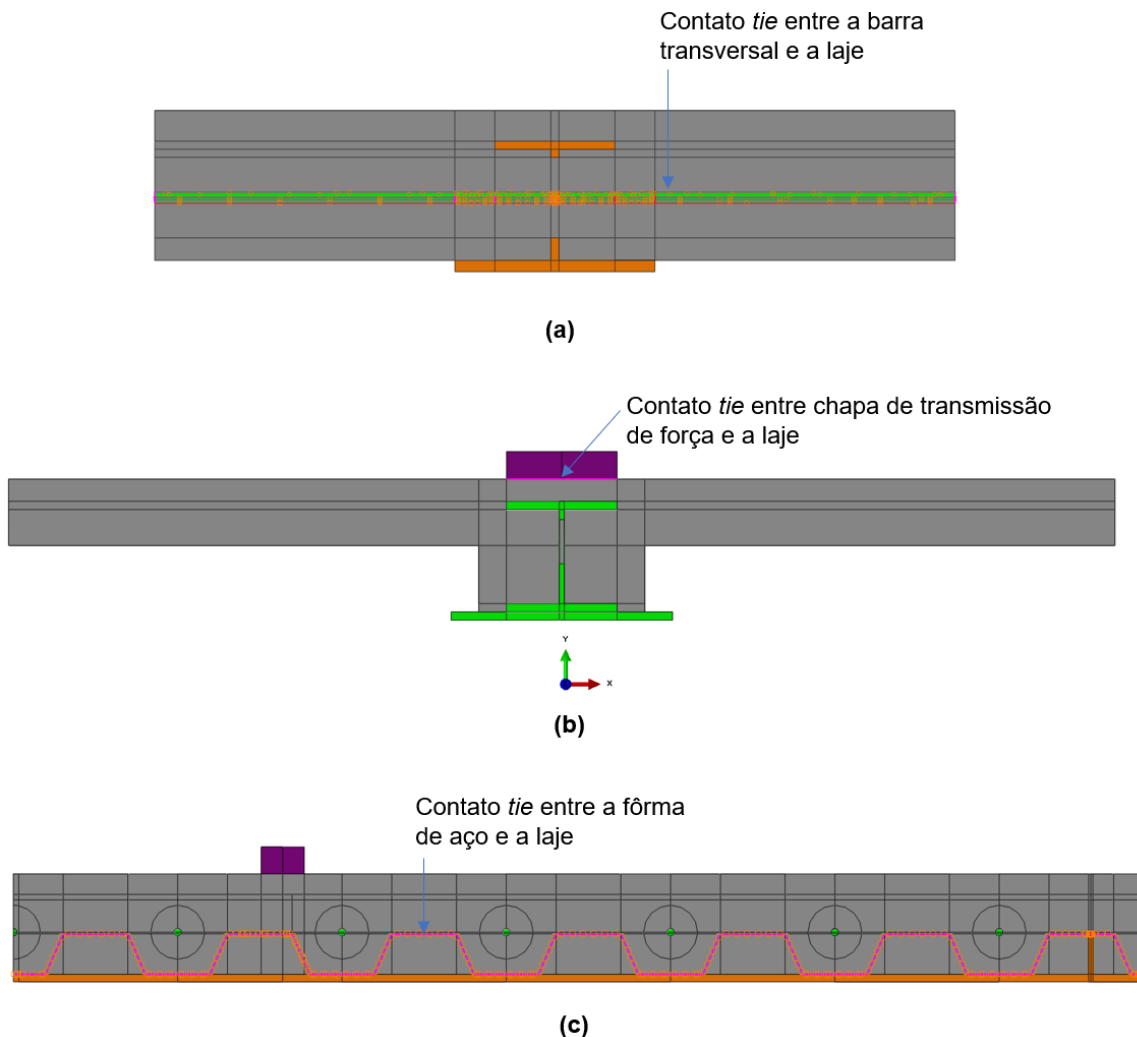 Contato tie entre a barra
transversal e a laje
(a)
Contato tie entre chapa de transmissão
de força e a laje
Y
X
(b)
Contato tie entre a fôrma
de aço e a laje
(c)